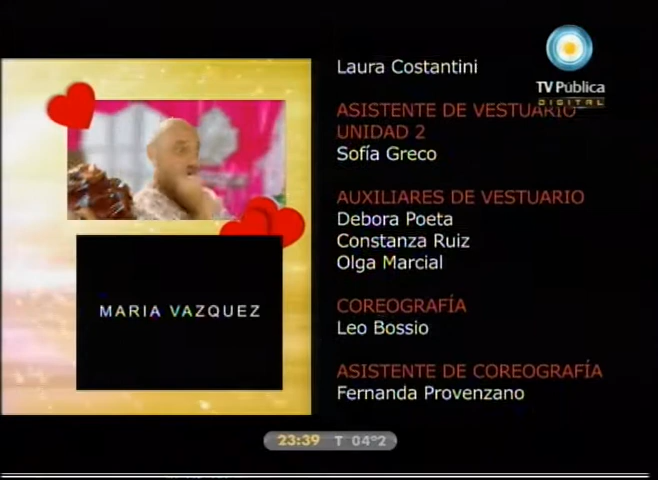 Laura Costantini
TV Pública
DIGITAL
ASISTENTE DE VESTUARIO
UNIDAD 2
Sofía Greco
AUXILIARES DE VESTUARIO
Debora Poeta
Constanza Ruiz
Olga Marcial
MARIA VAZQUEZ
COREOGRAFÍA
Leo Bossio
ASISTENTE DE COREOGRAFÍA
Fernanda Provenzano
23:39 T 04°2